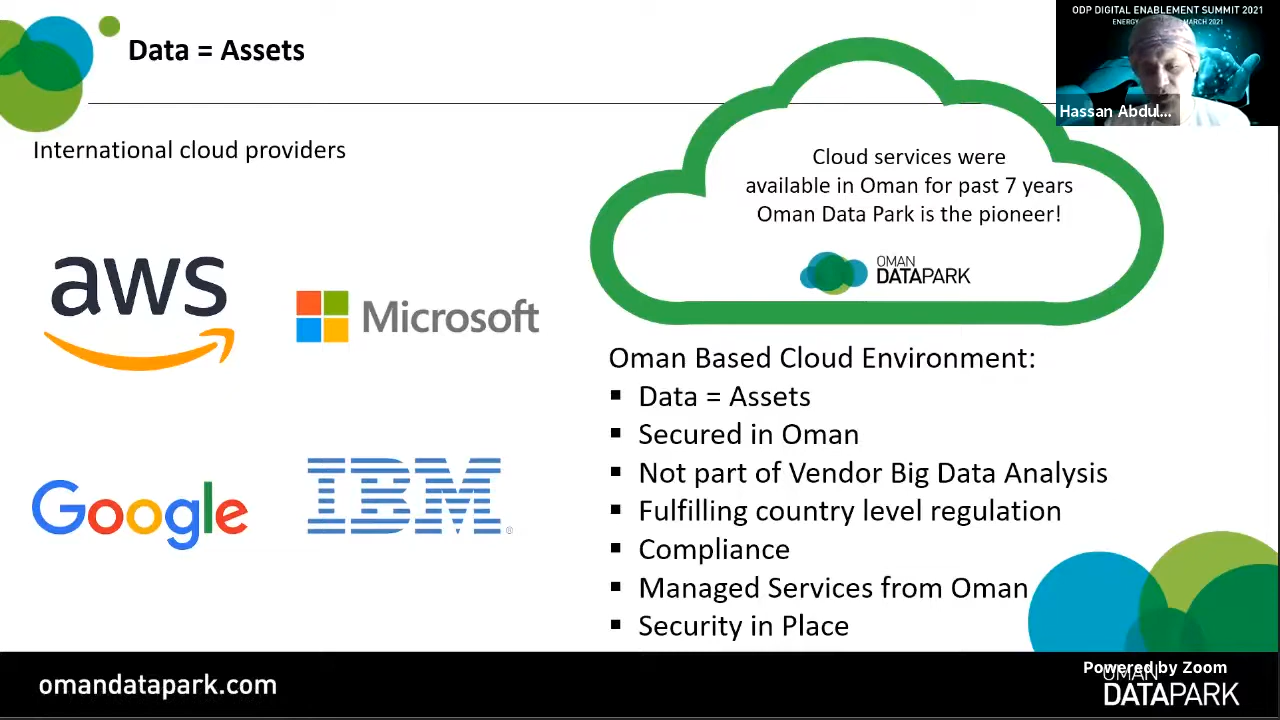 Data = Assets
ODP DIGITAL ENABLEMENT SUMMIT 2021
Hassan Abdul...
International cloud providers
Cloud services were
available in Oman for past 7 years
Oman Data Park is the pioneer!
OMAN
DATAPARK
aws
Microsoft
Google
IBM®
Oman Based Cloud Environment:
▪ Data = Assets
▪ Secured in Oman
▪ Not part of Vendor Big Data Analysis
▪ Fulfilling country level regulation
▪ Compliance
▪ Managed Services from Oman
▪ Security in Place
omandatapark.com
Powered by Zoom
OMAN
DATAPARK